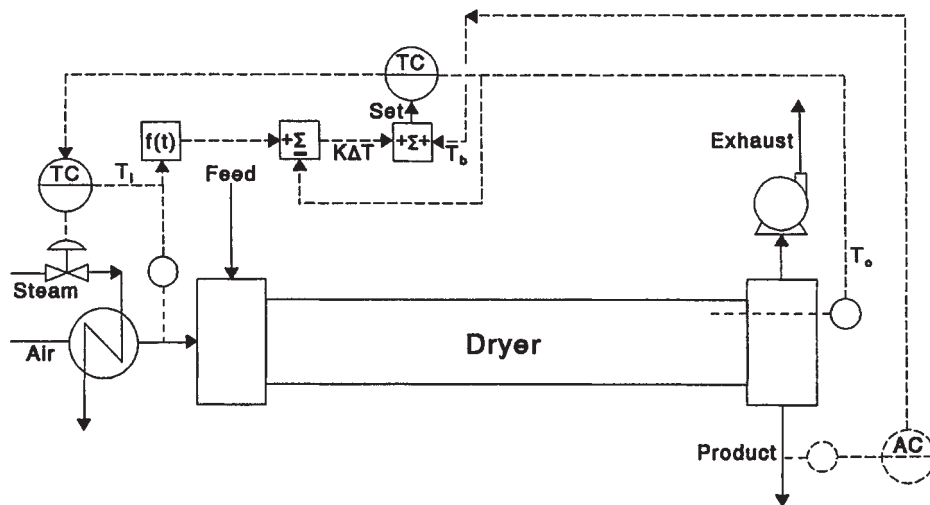 TC
Set
f(t)
+Σ
−
KΔT
+Σ+
T_b
Exhaust
TC
T_i
Feed
T_o
Steam
Air
Dryer
Product
AC